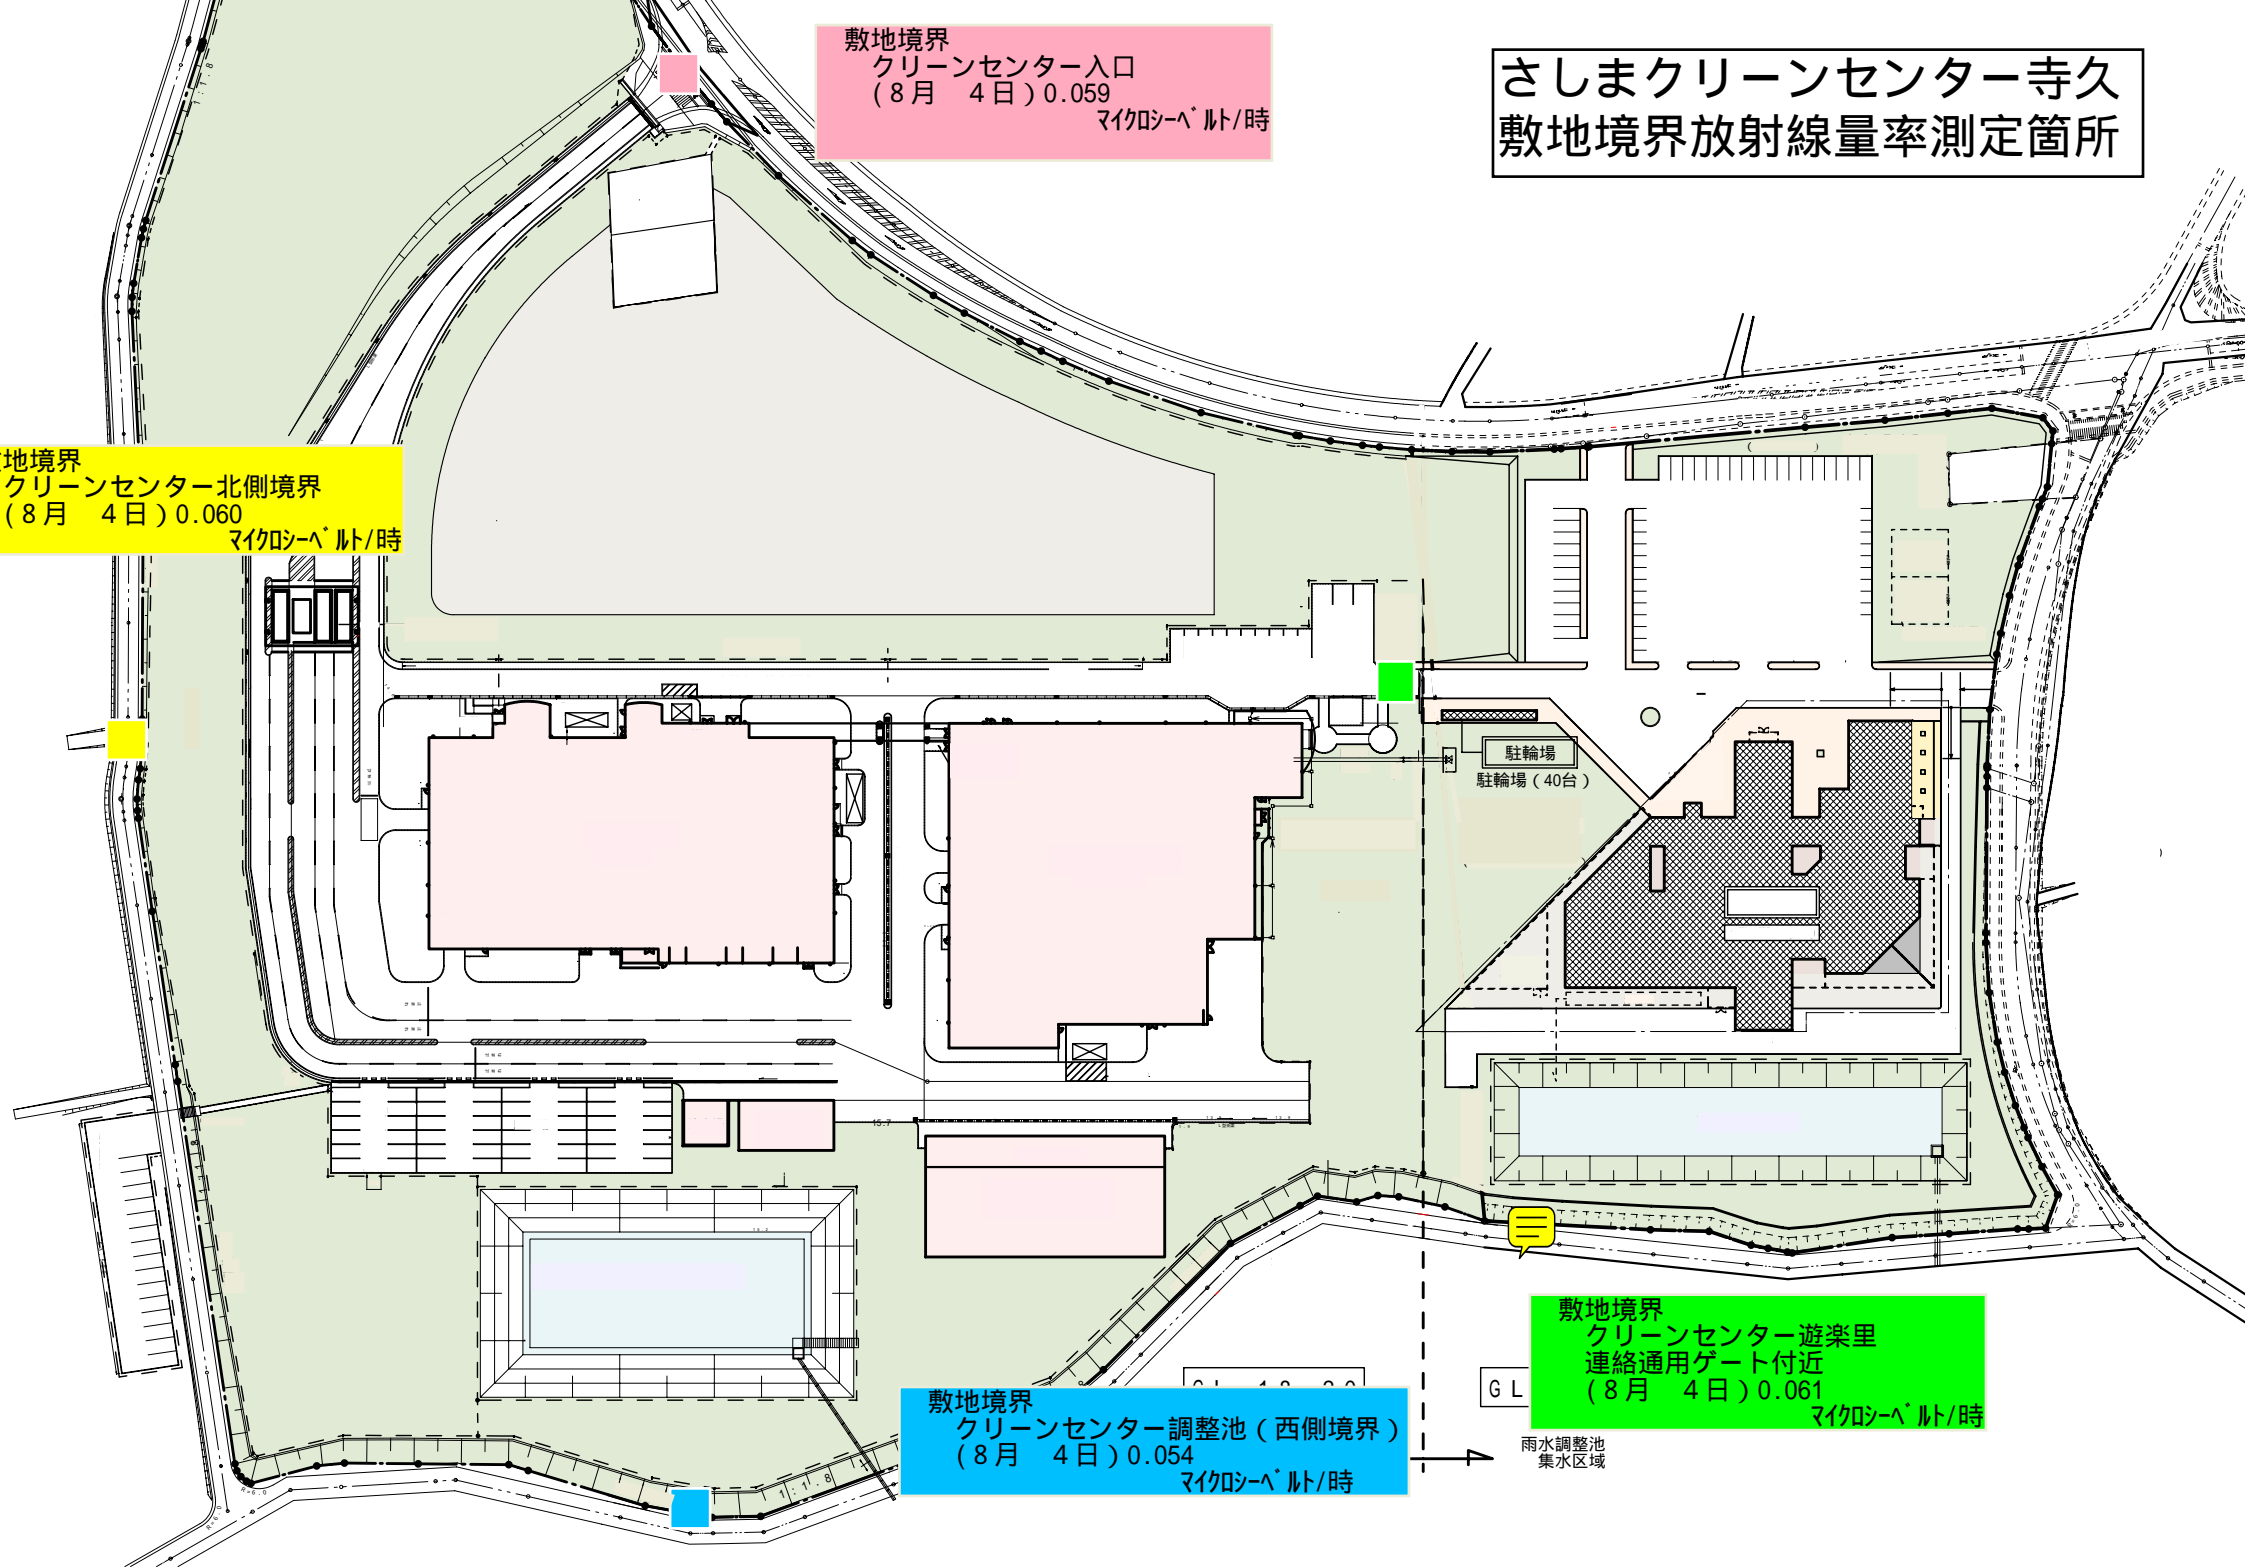 さしまクリーンセンター寺久
敷地境界放射線量率測定箇所
敷地境界
クリーンセンター入口
(8月　4日)0.059
マイクロシーベルト/時
地境界
クリーンセンター北側境界
(8月　4日)0.060
マイクロシーベルト/時
駐輪場
駐輪場(40台)
15.7
敷地境界
クリーンセンター遊楽里
連絡通用ゲート付近
(8月　4日)0.061
マイクロシーベルト/時
GL
敷地境界
クリーンセンター調整池(西側境界)
(8月　4日)0.054
マイクロシーベルト/時
雨水調整池
集水区域
1:1.8
R=6.0
R=6.0